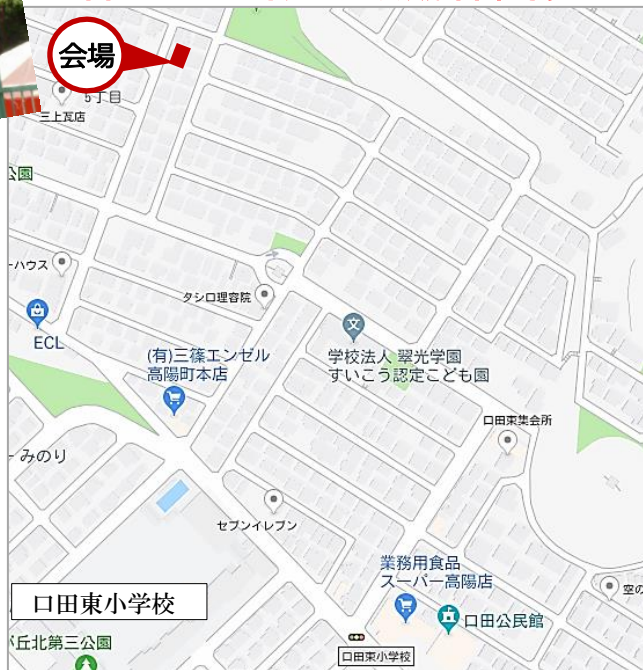 会場
5丁目
三上瓦店
公園
ーハウス
タシロ理容院
ECL
(有)三篠エンゼル
高陽町本店
文
学校法人 翠光学園
すいこう認定こども園
口田東集会所
みのり
セブンイレブン
業務用食品
スーパー高陽店
口田東小学校
口田公民館
空の
丘北第三公園
口田東小学校